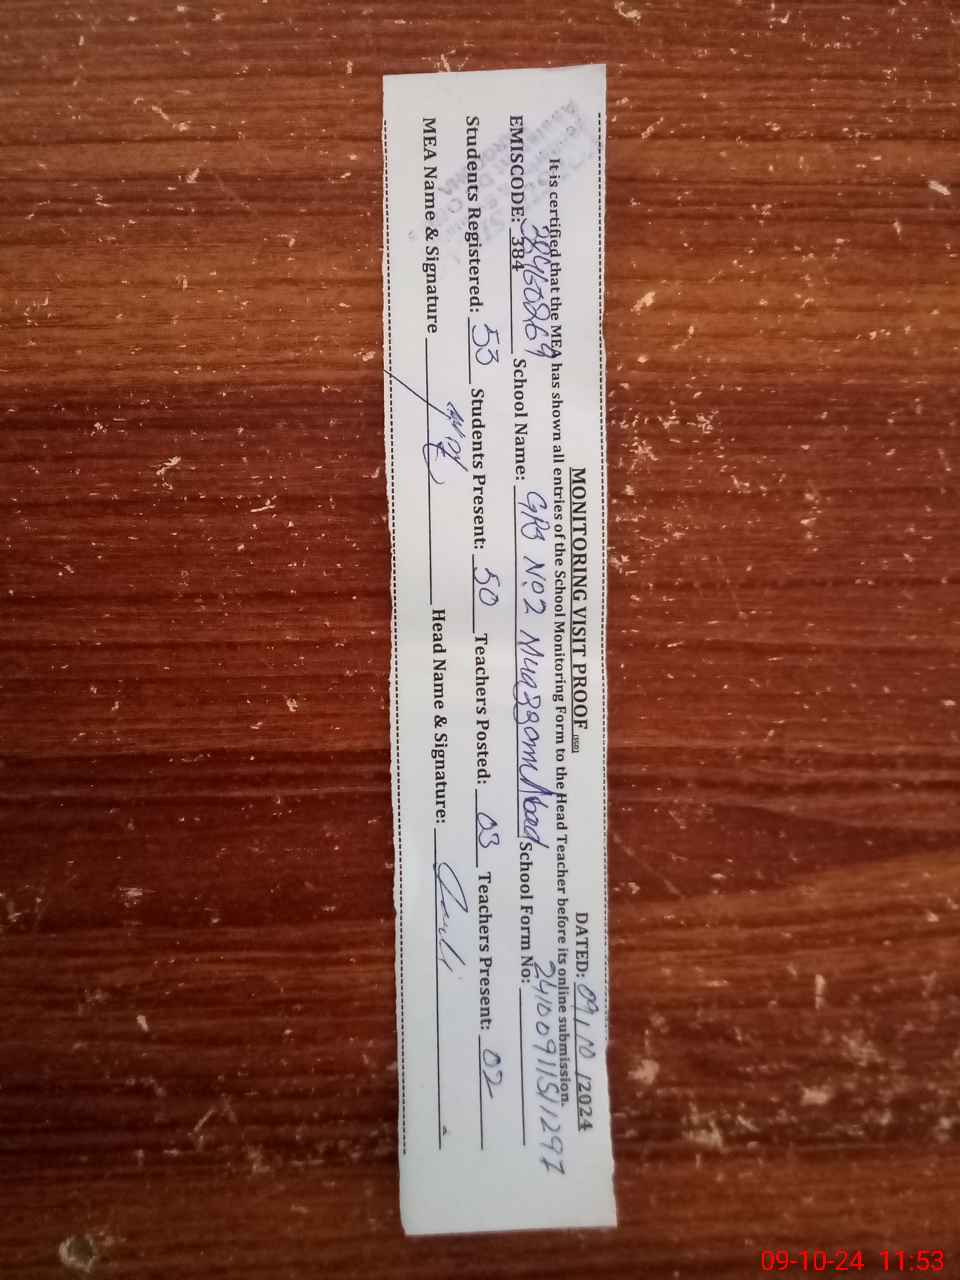 MONITORING VISIT PROOF DATED: 09/10/2024
It is certified that the MEA has shown all entries of the School Monitoring Form to the Head Teacher before its online submission.
EMISCODE: 384 School Name: GPS No.2 Muazzam Abad School Form No: 24100911511297
Students Registered: 53 Students Present: 50 Teachers Posted: 03 Teachers Present: 02
MEA Name & Signature Head Name & Signature:
09-10-24 11:53